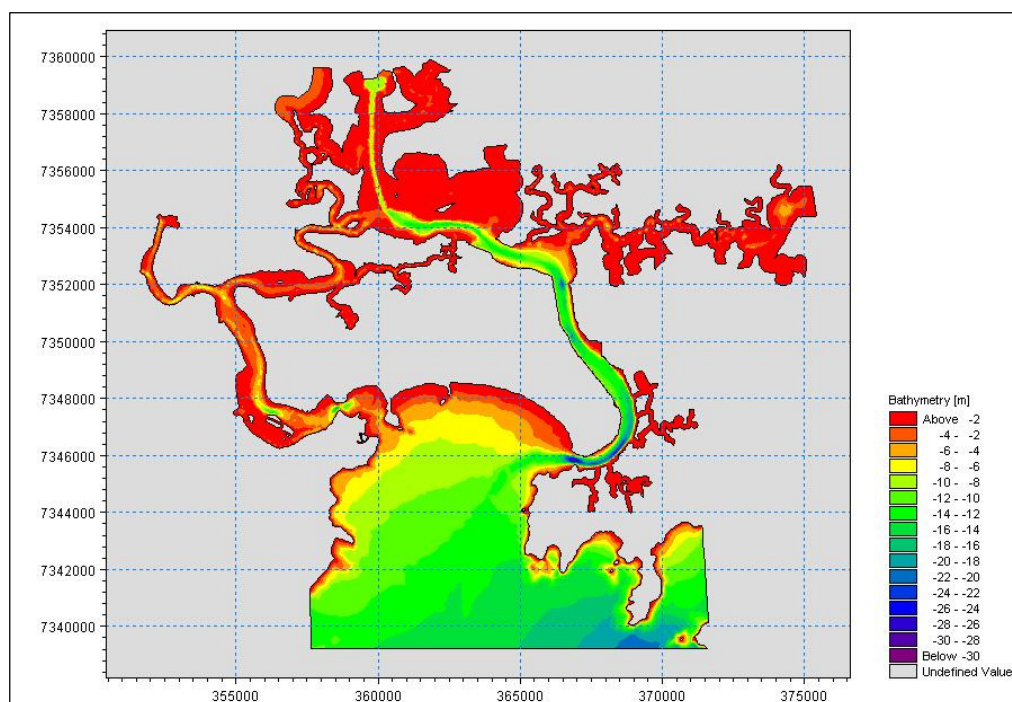 7360000
7358000
7356000
7354000
7352000
7350000
7348000
7346000
7344000
7342000
7340000
355000 360000 365000 370000 375000
Bathymetry [m]
Above -2
-4 - -2
-6 - -4
-8 - -6
-10 - -8
-12 - -10
-14 - -12
-16 - -14
-18 - -16
-20 - -18
-22 - -20
-24 - -22
-26 - -24
-28 - -26
-30 - -28
Below -30
Undefined Value